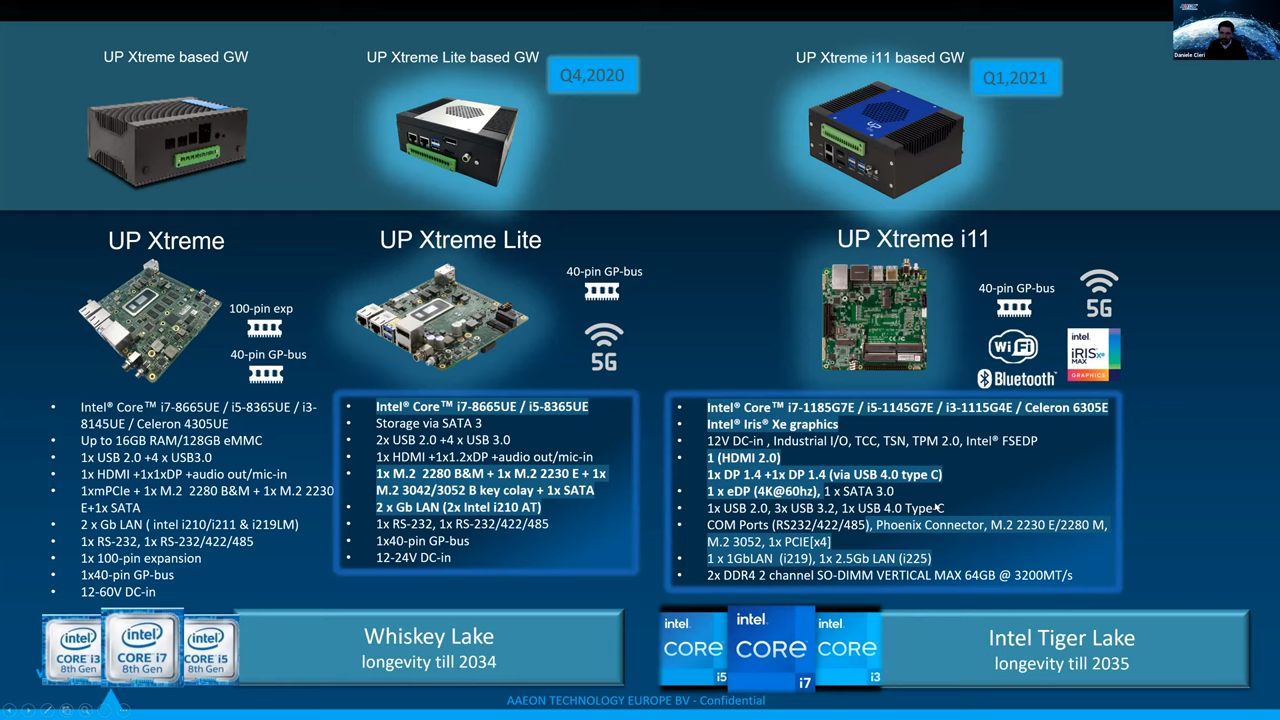 UP Xtreme based GW
UP Xtreme Lite based GW
Q4,2020
UP Xtreme i11 based GW
Q1,2021
Daniele Cleri
UP Xtreme
100-pin exp
40-pin GP-bus
UP Xtreme Lite
40-pin GP-bus
5G
UP Xtreme i11
40-pin GP-bus
5G
WiFi
Bluetooth™
intel
iRIS Xe
MAX
GRAPHICS
• Intel® Core™ i7-8665UE / i5-8365UE / i3-
8145UE / Celeron 4305UE
• Up to 16GB RAM/128GB eMMC
• 1x USB 2.0 +4 x USB3.0
• 1x HDMI +1x1xDP +audio out/mic-in
• 1xmPCIe + 1x M.2 2280 B&M + 1x M.2 2230
E+1x SATA
• 2 x Gb LAN ( intel i210/i211 & i219LM)
• 1x RS-232, 1x RS-232/422/485
• 1x 100-pin expansion
• 1x40-pin GP-bus
• 12-60V DC-in
• Intel® Core™ i7-8665UE / i5-8365UE
• Storage via SATA 3
• 2x USB 2.0 +4 x USB 3.0
• 1x HDMI +1x1.2xDP +audio out/mic-in
• 1x M.2 2280 B&M + 1x M.2 2230 E + 1x
M.2 3042/3052 B key colay + 1x SATA
• 2 x Gb LAN (2x Intel i210 AT)
• 1x RS-232, 1x RS-232/422/485
• 1x40-pin GP-bus
• 12-24V DC-in
• Intel® Core™ i7-1185G7E / i5-1145G7E / i3-1115G4E / Celeron 6305E
• Intel® Iris® Xe graphics
• 12V DC-in , Industrial I/O, TCC, TSN, TPM 2.0, Intel® FSEDP
• 1 (HDMI 2.0)
• 1x DP 1.4 +1x DP 1.4 (via USB 4.0 type C)
• 1 x eDP (4K@60hz), 1 x SATA 3.0
• 1x USB 2.0, 3x USB 3.2, 1x USB 4.0 Type-C
• COM Ports (RS232/422/485), Phoenix Connector, M.2 2230 E/2280 M,
M.2 3052, 1x PCIE[x4]
• 1 x 1GbLAN (i219), 1x 2.5Gb LAN (i225)
• 2x DDR4 2 channel SO-DIMM VERTICAL MAX 64GB @ 3200MT/s
intel
CORE i3
8th Gen
intel
CORE i7
8th Gen
intel
CORE i5
8th Gen
Whiskey Lake
longevity till 2034
intel
CORE
i5
intel
CORE
i7
intel
CORE
i3
Intel Tiger Lake
longevity till 2035
AAEON TECHNOLOGY EUROPE BV - Confidential